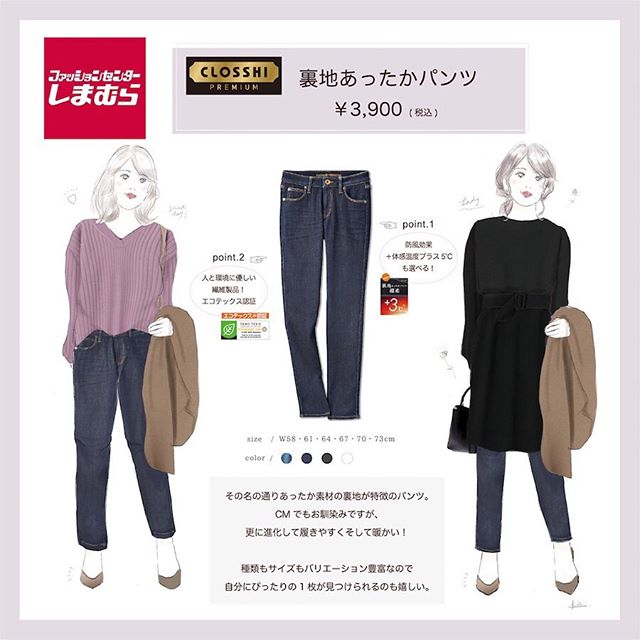 ファッションセンター
しまむら
CLOSSHI
PREMIUM
裏地あったかパンツ
￥3,900 (税込)
point.1
防風効果
＋体感温度プラス5℃
も選べる！
+3℃
point.2
人と環境に優しい
繊維製品！
エコテックス認証
Lady
size / W58・61・64・67・70・73cm
color /
その名の通りあったか素材の裏地が特徴のパンツ。
CMでもお馴染みですが、
更に進化して履きやすくそして暖かい！
種類もサイズもバリエーション豊富なので
自分にぴったりの1枚が見つけられるのも嬉しい。